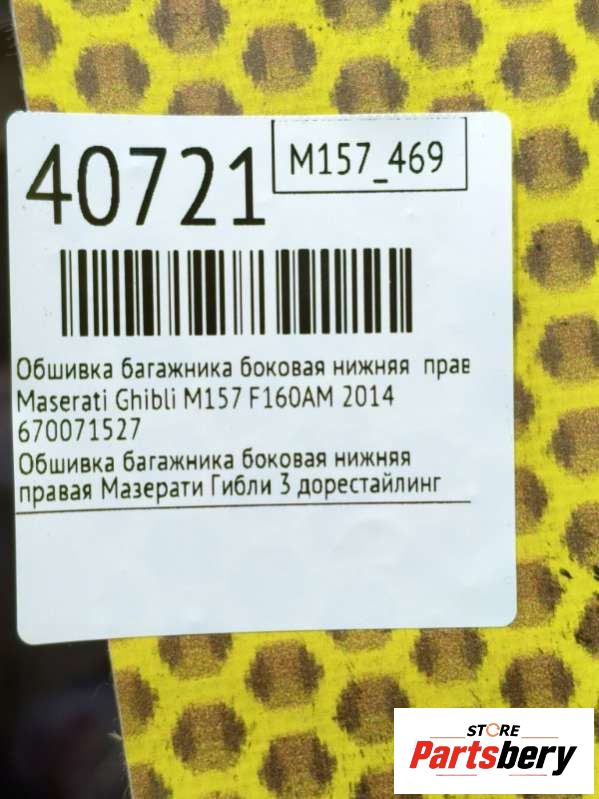 40721
M157_469
Обшивка багажника боковая нижняя прав
Maserati Ghibli M157 F160AM 2014
670071527
Обшивка багажника боковая нижняя
правая Мазерати Гибли 3 дорестайлинг
STORE
Partsbery